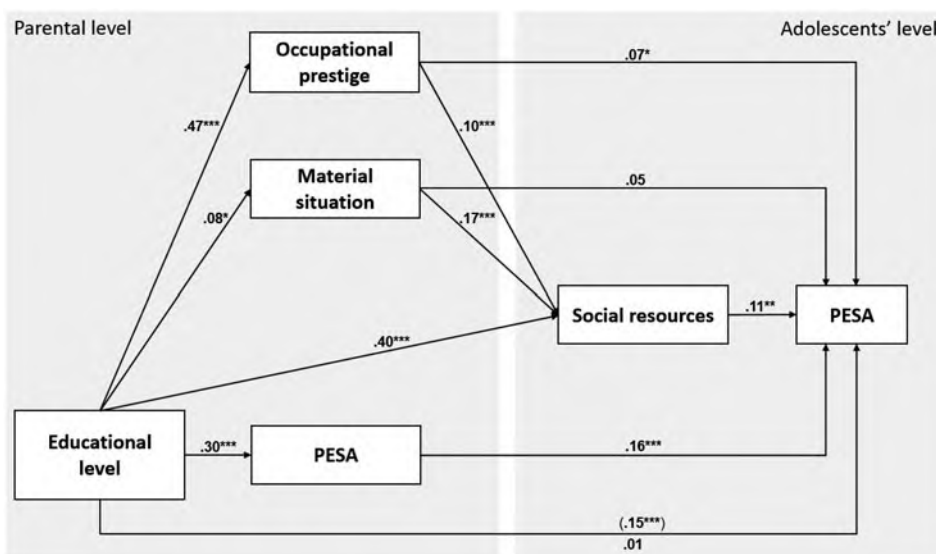 Parental level
Adolescents' level
Occupational
prestige
.07*
.47***
.10***
Material
situation
.05
.08*
.17***
Social resources
.11**
PESA
.40***
Educational
level
.30***
PESA
.16***
(.15***)
.01